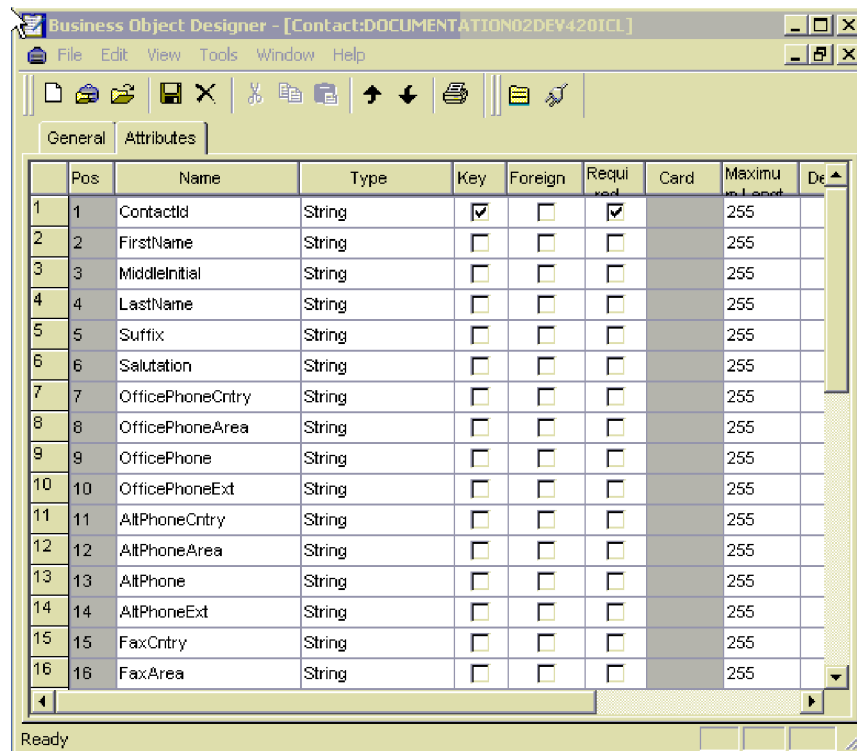 Business Object Designer - [Contact:DOCUMENTATION02DEV420ICL]
File Edit View Tools Window Help
General Attributes
Pos Name Type Key Foreign Requi Card Maximu De
1 1 ContactId String 255
2 2 FirstName String 255
3 3 MiddleInitial String 255
4 4 LastName String 255
5 5 Suffix String 255
6 6 Salutation String 255
7 7 OfficePhoneCntry String 255
8 8 OfficePhoneArea String 255
9 9 OfficePhone String 255
10 10 OfficePhoneExt String 255
11 11 AltPhoneCntry String 255
12 12 AltPhoneArea String 255
13 13 AltPhone String 255
14 14 AltPhoneExt String 255
15 15 FaxCntry String 255
16 16 FaxArea String 255
Ready